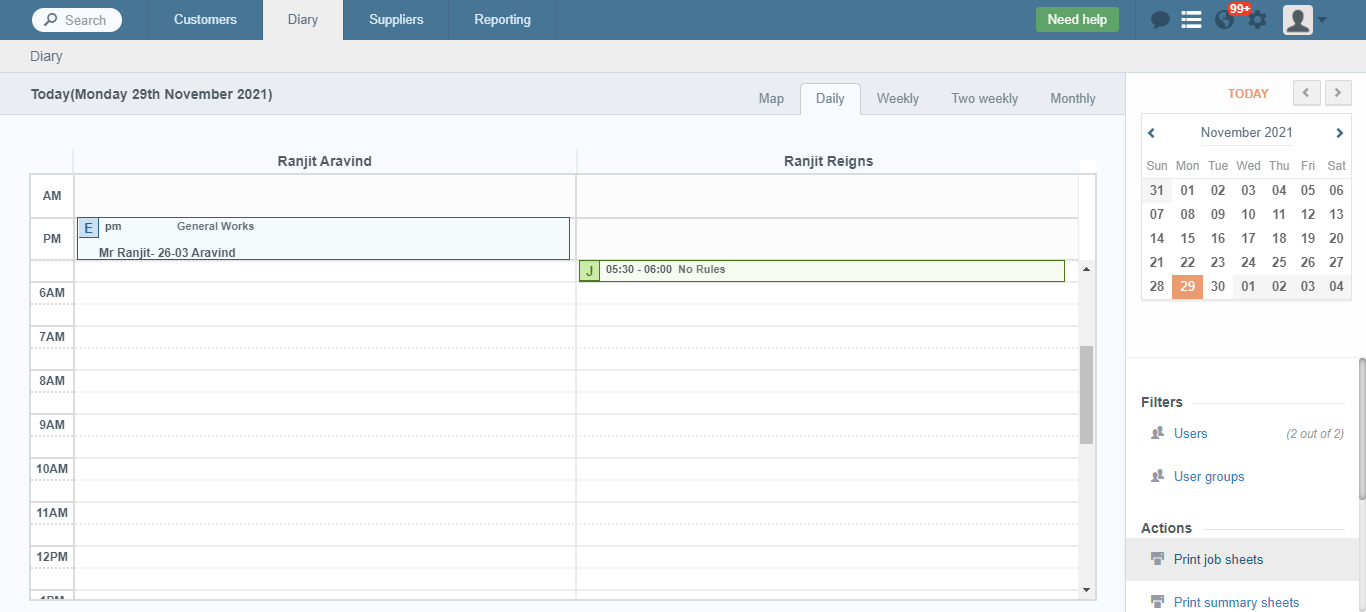 Search
Customers
Diary
Suppliers
Reporting
Need help
99+
Diary
Today(Monday 29th November 2021)
Map
Daily
Weekly
Two weekly
Monthly
Ranjit Aravind
Ranjit Reigns
AM
PM
E pm General Works
Mr Ranjit- 26-03 Aravind
J 05:30 - 06:00 No Rules
6AM
7AM
8AM
9AM
10AM
11AM
12PM
1PM
TODAY
November 2021
Sun Mon Tue Wed Thu Fri Sat
31 01 02 03 04 05 06
07 08 09 10 11 12 13
14 15 16 17 18 19 20
21 22 23 24 25 26 27
28 29 30 01 02 03 04
Filters
Users (2 out of 2)
User groups
Actions
Print job sheets
Print summary sheets